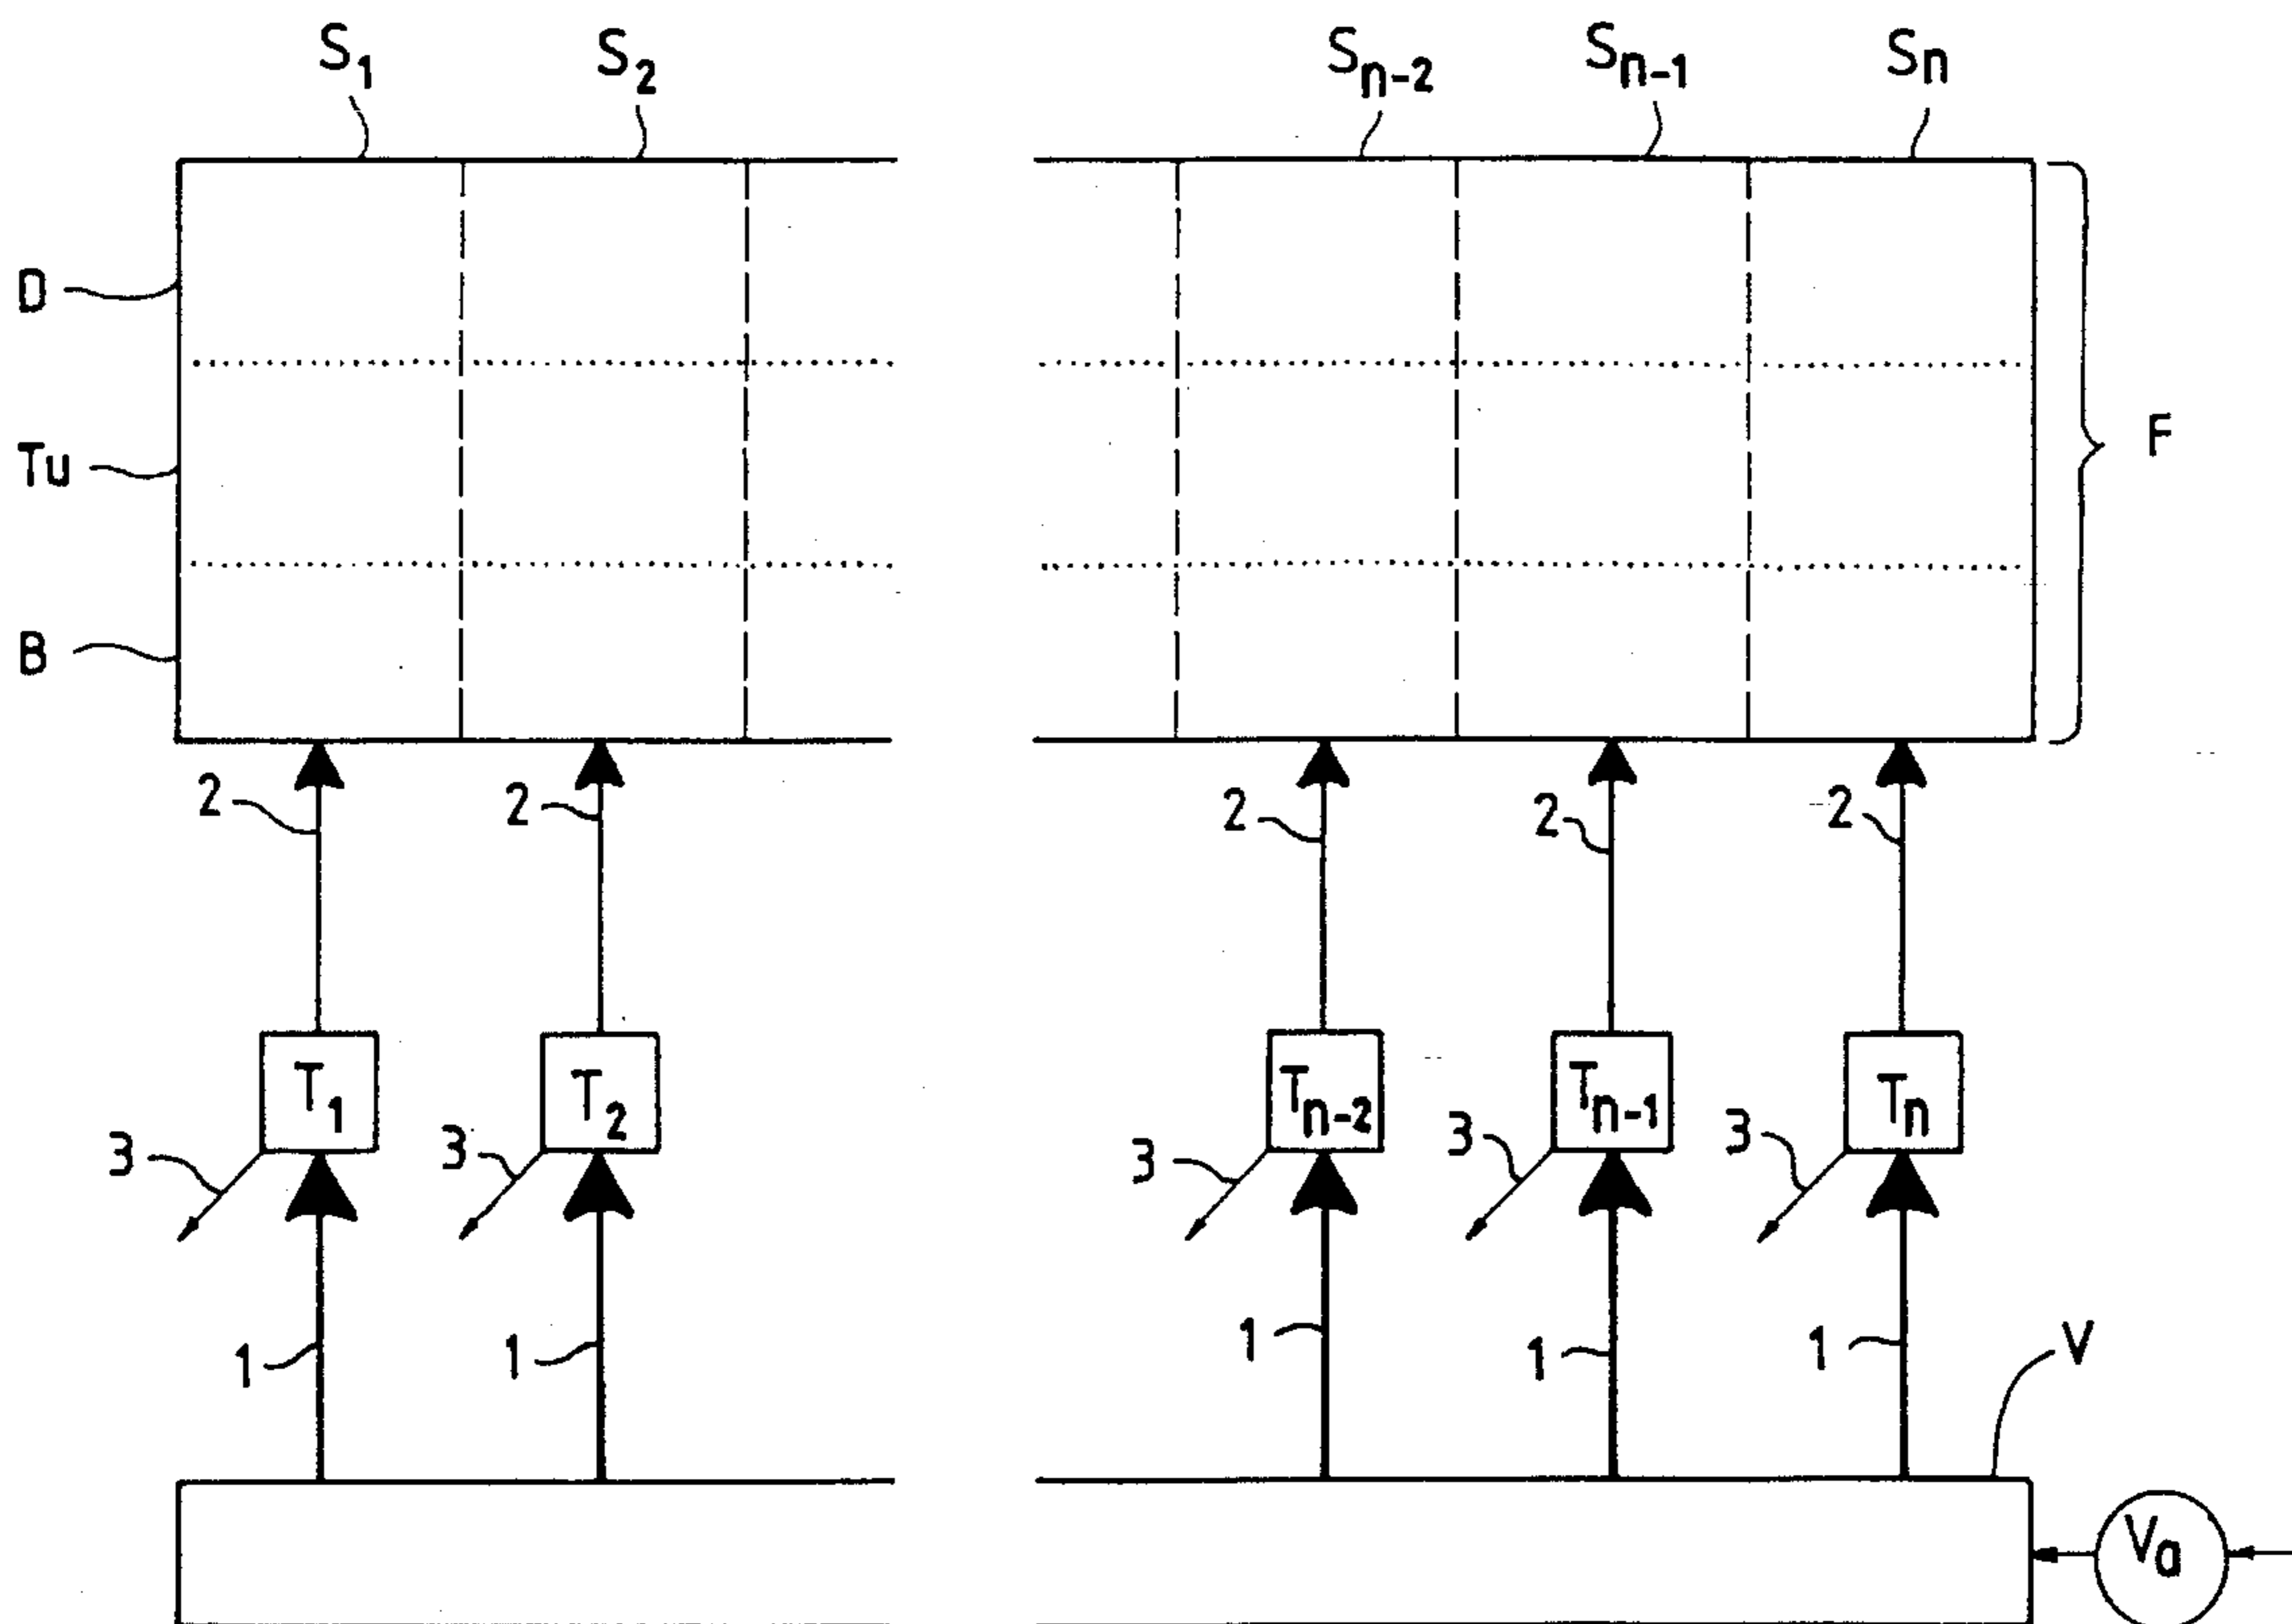 S1 S2 Sn-2 Sn-1 Sn
D
Tu F
B
2 2 2 2 2
T1 T2 Tn-2 Tn-1 Tn
3 3 3 3 3
1 1 1 1 1 V
Va